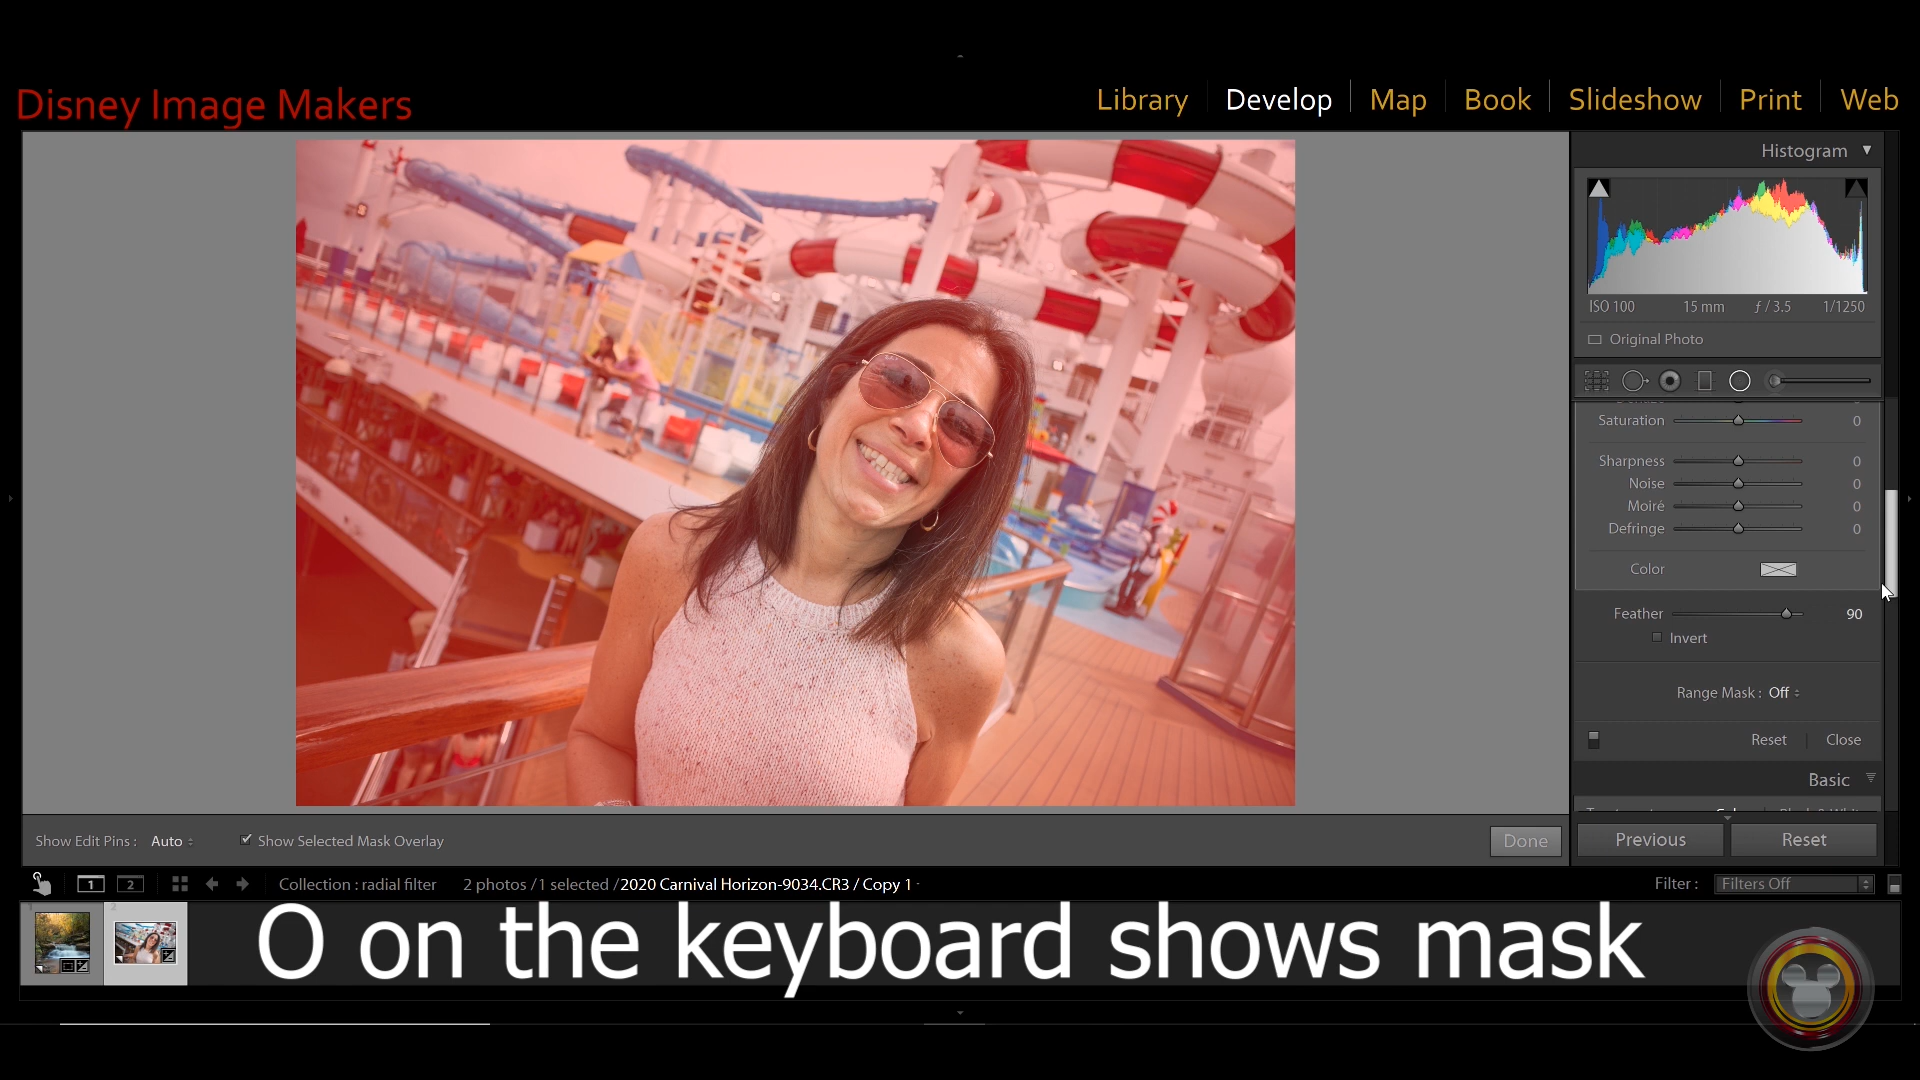 Disney Image Makers
Library
Develop
Map
Book
Slideshow
Print
Web
Histogram
ISO 100
15 mm
ƒ / 3.5
1/1250
Original Photo
Saturation 0
Sharpness 0
Noise 0
Moiré 0
Defringe 0
Color
Feather 90
Invert
Range Mask : Off
Reset
Close
Basic
Show Edit Pins : Auto
Show Selected Mask Overlay
Done
Previous
Reset
1
2
Collection : radial filter
2 photos / 1 selected / 2020 Carnival Horizon-9034.CR3 / Copy 1
Filter :
Filters Off
2
O on the keyboard shows mask